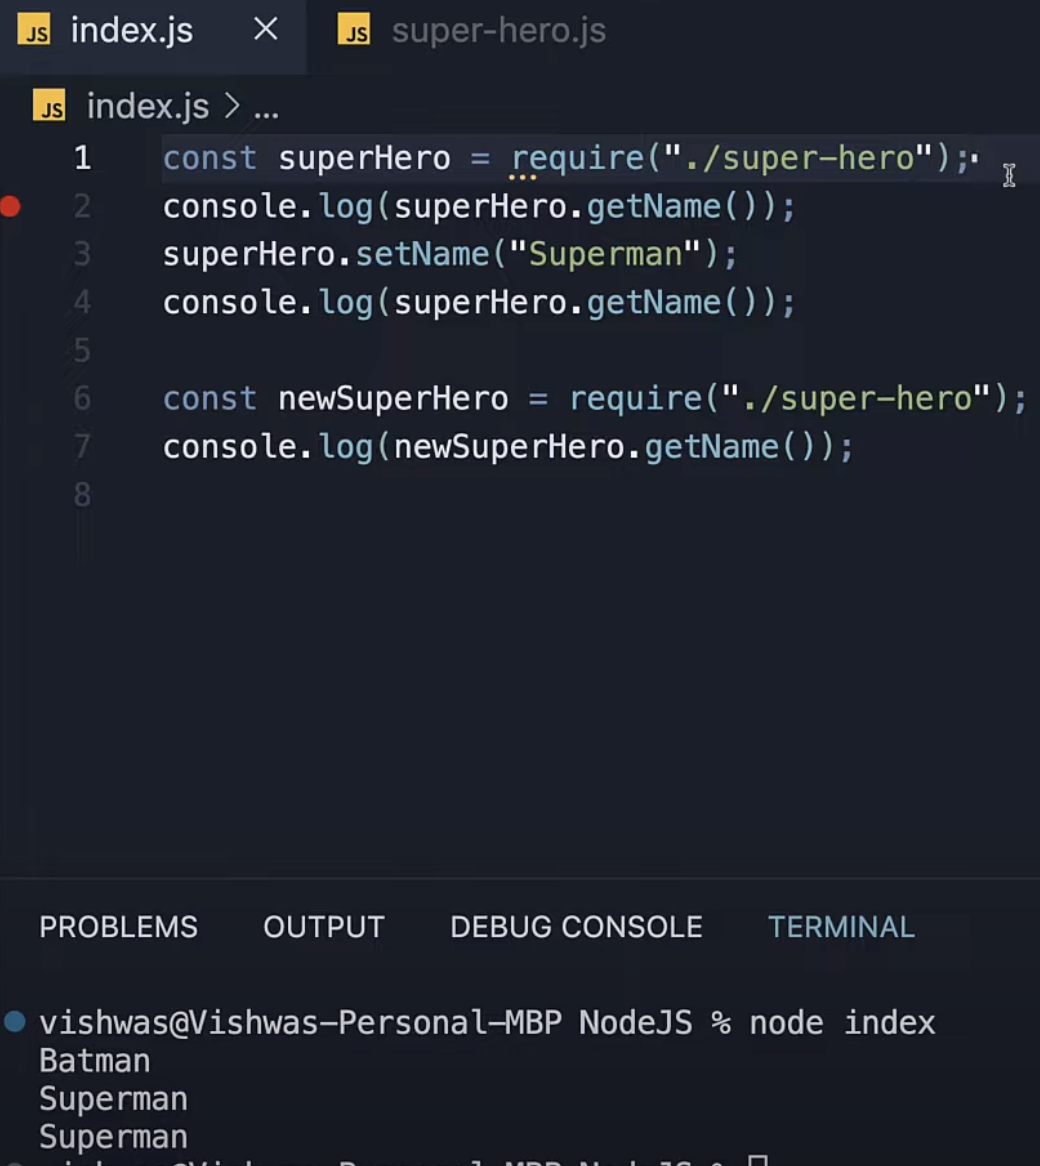 JS index.js × JS super-hero.js
JS index.js > ...
1 const superHero = require("./super-hero");
2 console.log(superHero.getName());
3 superHero.setName("Superman");
4 console.log(superHero.getName());
5
6 const newSuperHero = require("./super-hero");
7 console.log(newSuperHero.getName());
8
PROBLEMS OUTPUT DEBUG CONSOLE TERMINAL
vishwas@Vishwas-Personal-MBP NodeJS % node index
Batman
Superman
Superman